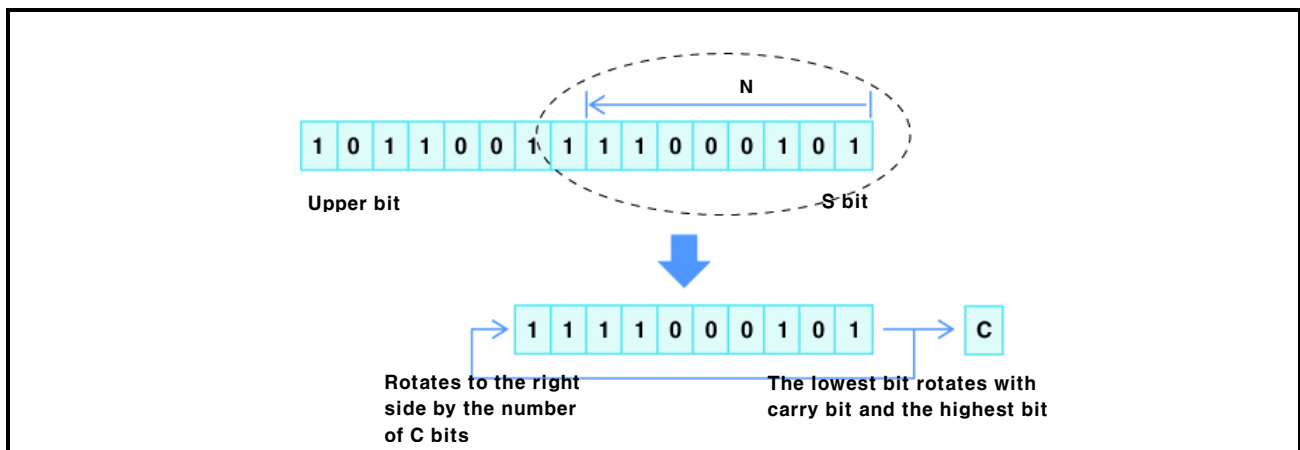 N
1 0 1 1 0 0 1 1 1 1 0 0 0 1 0 1
Upper bit
S bit
1 1 1 1 0 0 0 1 0 1
C
Rotates to the right
side by the number
of C bits
The lowest bit rotates with
carry bit and the highest bit